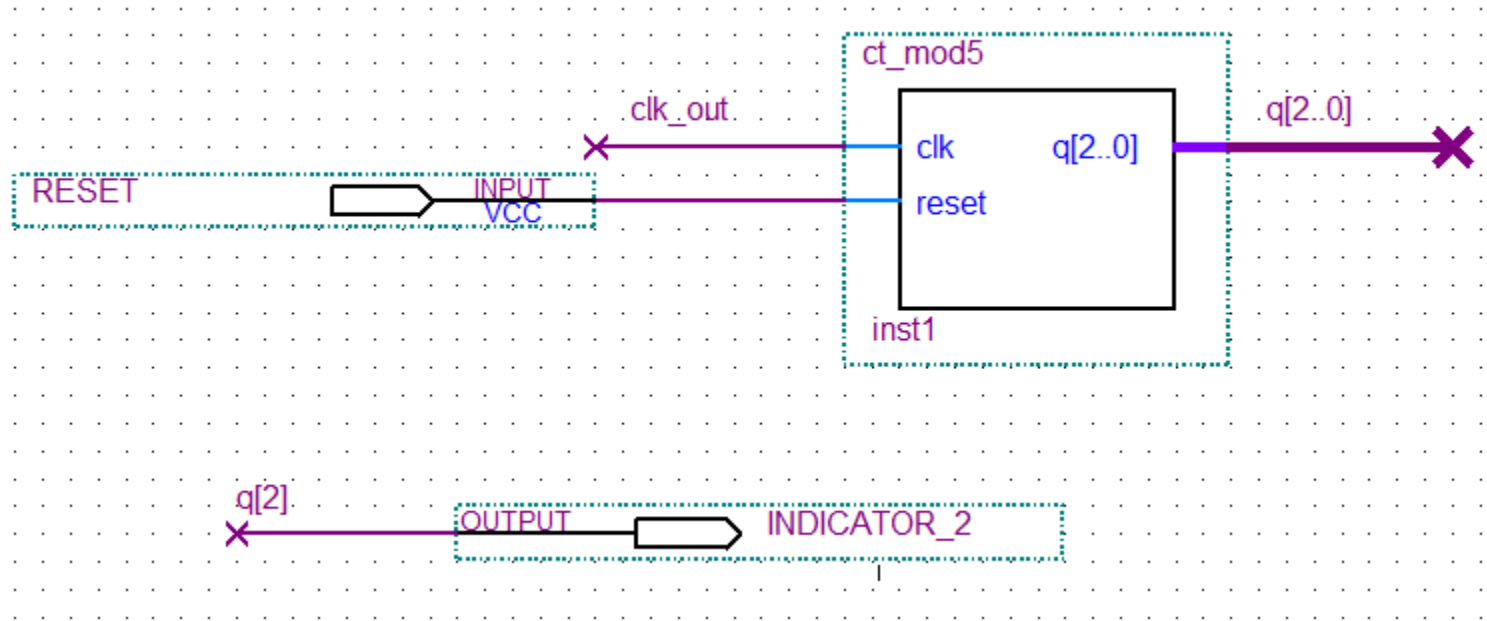 ct_mod5
clk_out
q[2..0]
clk
q[2..0]
RESET
INPUT
VCC
reset
inst1
q[2]
OUTPUT
INDICATOR_2